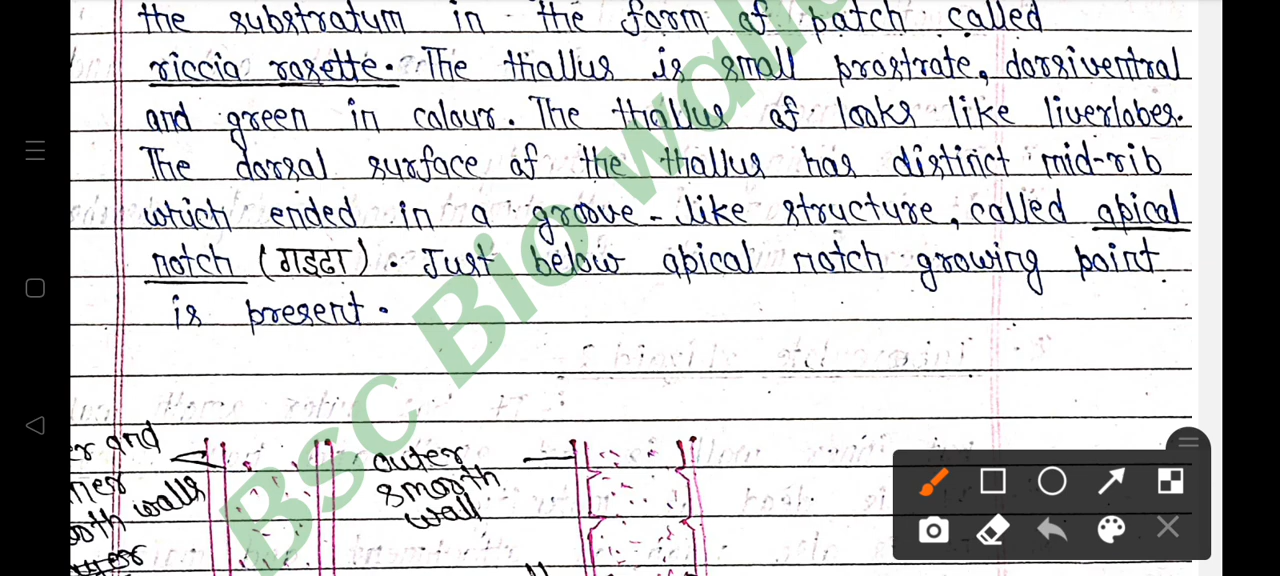 the substratum in the form of patch called
riccia rosette. The thallus is small prostrate, dorsiventral
and green in colour. The thallus of looks like liverlobes.
The dorsal surface of the thallus has distinct mid-rib
which ended in a groove-like structure, called apical
notch (गड्ढा). Just below apical notch growing point
is present.
and
outer
smooth
wall
walls
Bsc Bio